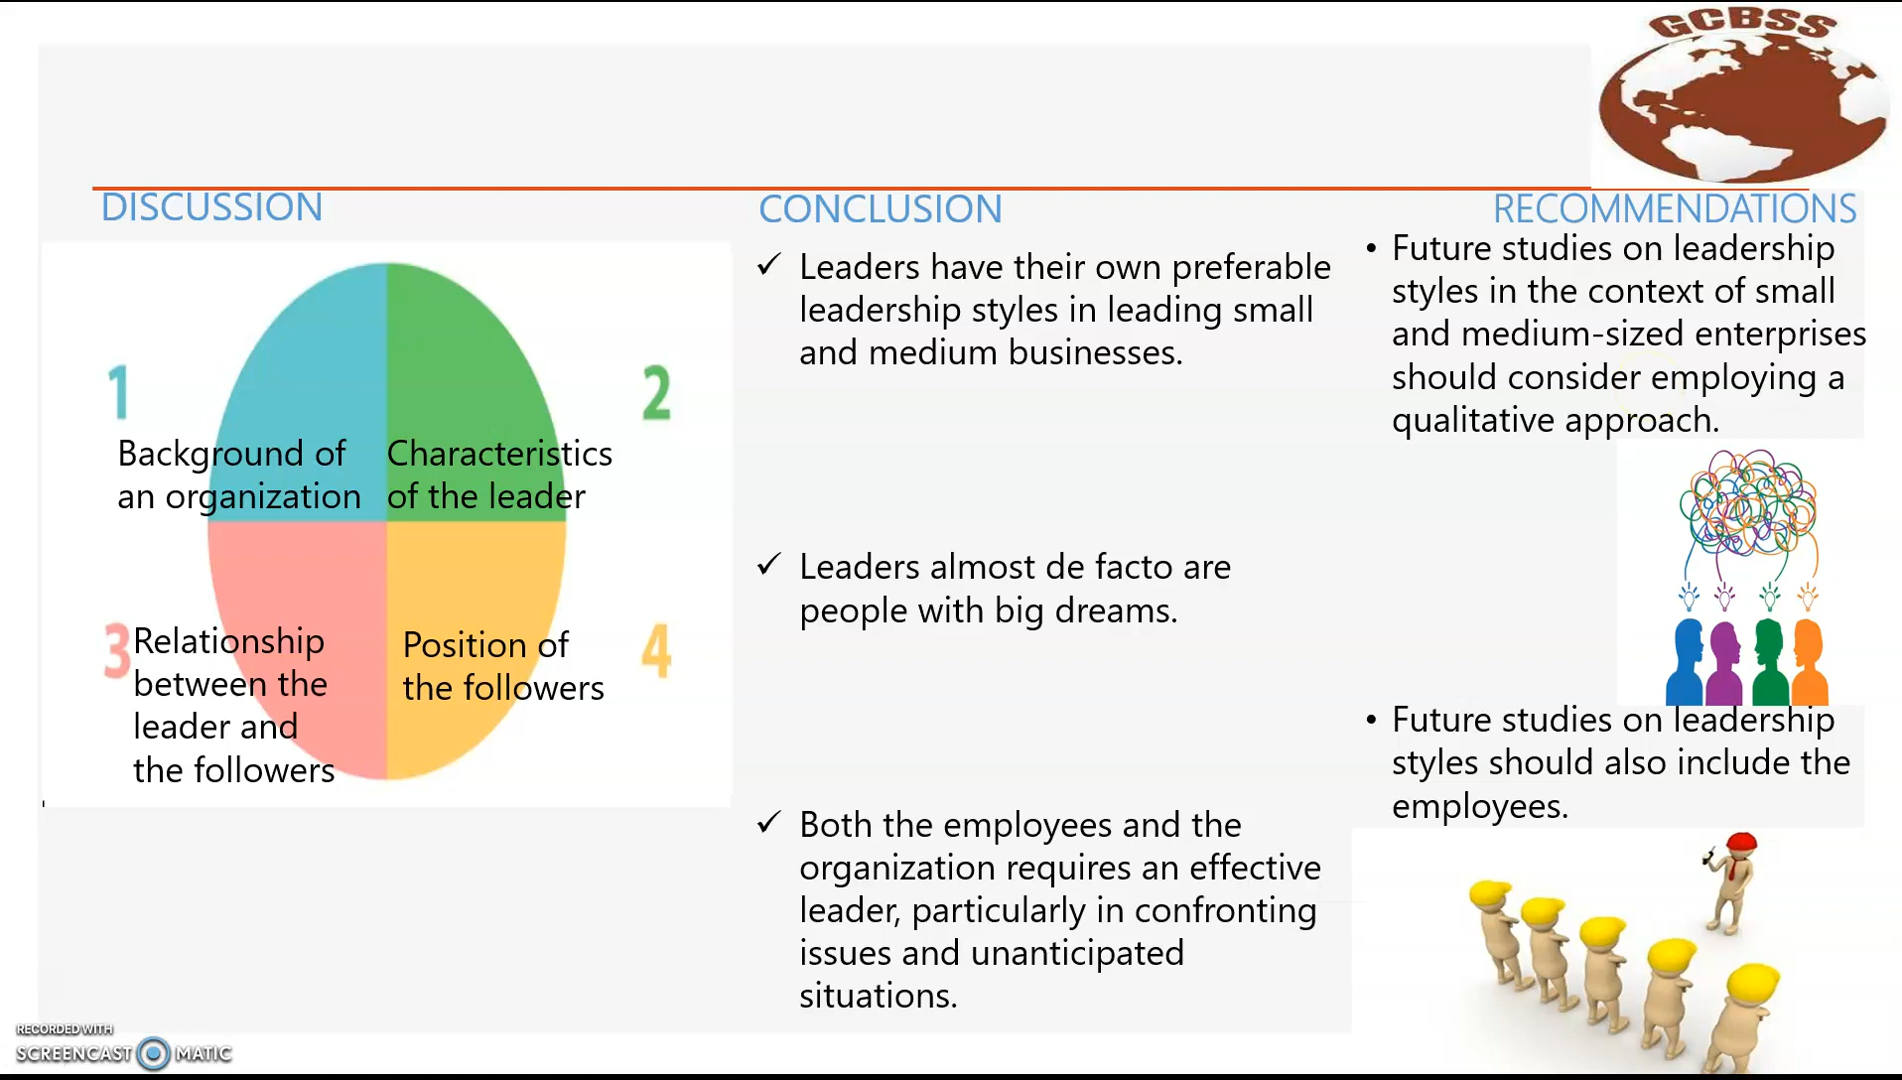 GCBSS
DISCUSSION
1
2
Background of
an organization
Characteristics
of the leader
3
Relationship
between the
leader and
the followers
Position of
the followers
4
CONCLUSION
✓ Leaders have their own preferable
leadership styles in leading small
and medium businesses.
✓ Leaders almost de facto are
people with big dreams.
✓ Both the employees and the
organization requires an effective
leader, particularly in confronting
issues and unanticipated
situations.
RECOMMENDATIONS
• Future studies on leadership
styles in the context of small
and medium-sized enterprises
should consider employing a
qualitative approach.
• Future studies on leadership
styles should also include the
employees.
RECORDED WITH
SCREENCAST MATIC